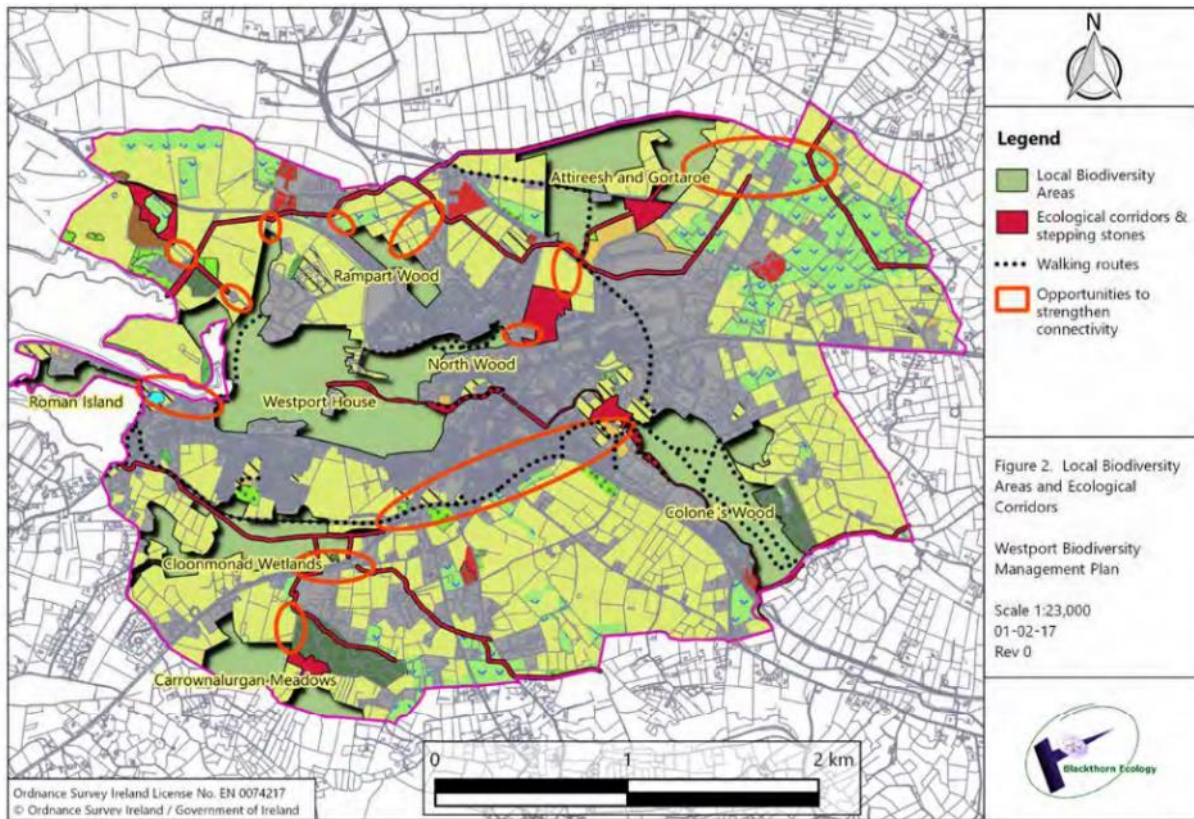 N
Legend
Local Biodiversity
Areas
Ecological corridors &
stepping stones
Walking routes
Opportunities to
strengthen
connectivity
Figure 2. Local Biodiversity
Areas and Ecological
Corridors
Westport Biodiversity
Management Plan
Scale 1:23,000
01-02-17
Rev 0
Blackthorn Ecology
Attireesh and Gortaroe
Rampart Wood
North Wood
Westport House
Roman Island
Colone's Wood
Cloonmonad Wetlands
Carrownalurgan Meadows
0 1 2 km
Ordnance Survey Ireland License No. EN 0074217
© Ordnance Survey Ireland / Government of Ireland